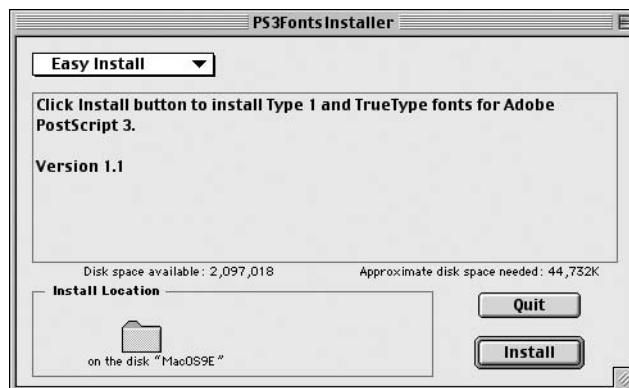 PS3FontsInstaller
Easy Install
Click Install button to install Type 1 and TrueType fonts for Adobe
PostScript 3.
Version 1.1
Disk space available: 2,097,018
Approximate disk space needed: 44,732K
Install Location
on the disk "MacOS9E"
Quit
Install